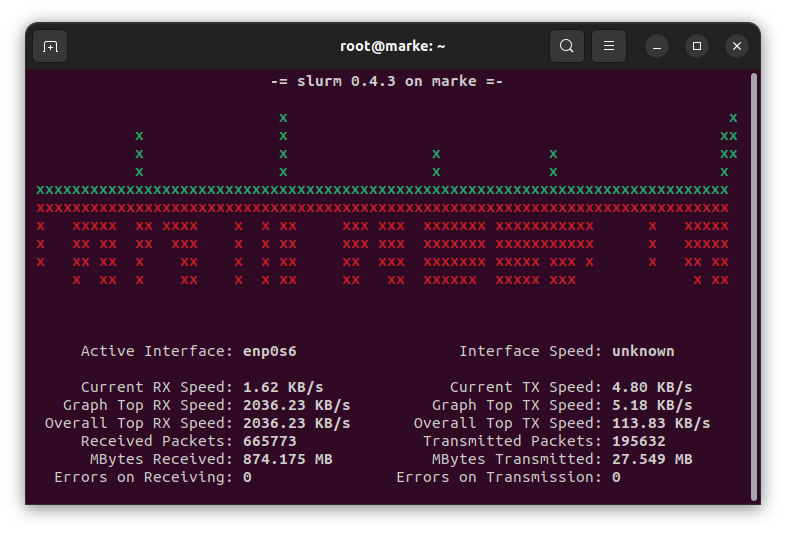 root@marke: ~
-= slurm 0.4.3 on marke =-
x x
x xx
x x x x xx
x x x x x
xxxxxxxxxxxxxxxxxxxxxxxxxxxxxxxxxxxxxxxxxxxxxxxxxxxxxxxxxxxxxxxxxxxxxxxxxxxxx
xxxxxxxxxxxxxxxxxxxxxxxxxxxxxxxxxxxxxxxxxxxxxxxxxxxxxxxxxxxxxxxxxxxxxxxxxxxxx
x xxxxx xx xxxx x x xx xxx xxx xxxxxxx xxxxxxxxxxx x xxxxx
x xx xx xx xxx x x xx xxx xxx xxxxxxx xxxxxxxxxxx x xxxxx
x xx xx x xx x x xx xx xxx xxxxxxx xxxxx xxx x x xx xx
x xx x xx x x xx xx xx xxxxxxx xxxxx xxx x xx
Active Interface: enp0s6 Interface Speed: unknown
Current RX Speed: 1.62 KB/s Current TX Speed: 4.80 KB/s
Graph Top RX Speed: 2036.23 KB/s Graph Top TX Speed: 5.18 KB/s
Overall Top RX Speed: 2036.23 KB/s Overall Top TX Speed: 113.83 KB/s
Received Packets: 665773 Transmitted Packets: 195632
MBytes Received: 874.175 MB MBytes Transmitted: 27.549 MB
Errors on Receiving: 0 Errors on Transmission: 0